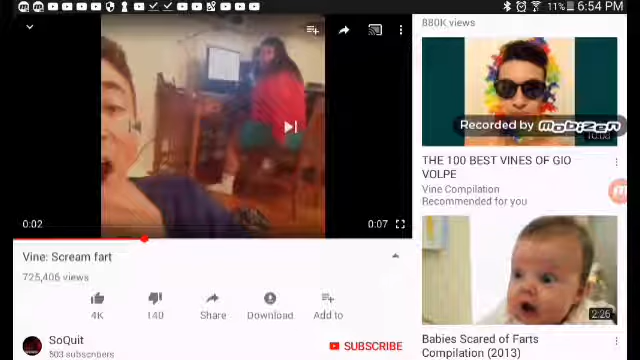 11% 6:54 PM
880K views
0:02
0:07
Recorded by mobizen
THE 100 BEST VINES OF GIO
VOLPE
Vine Compilation
Recommended for you
Vine: Scream fart
725,406 views
4K
140
Share
Download
Add to
2:26
SoQuit
503 subscribers
SUBSCRIBE
Babies Scared of Farts
Compilation (2013)